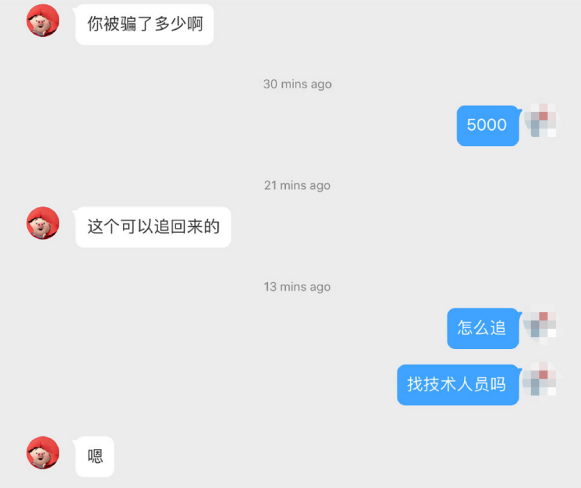 你被骗了多少啊
30 mins ago
5000
21 mins ago
这个可以追回来的
13 mins ago
怎么追
找技术人员吗
嗯